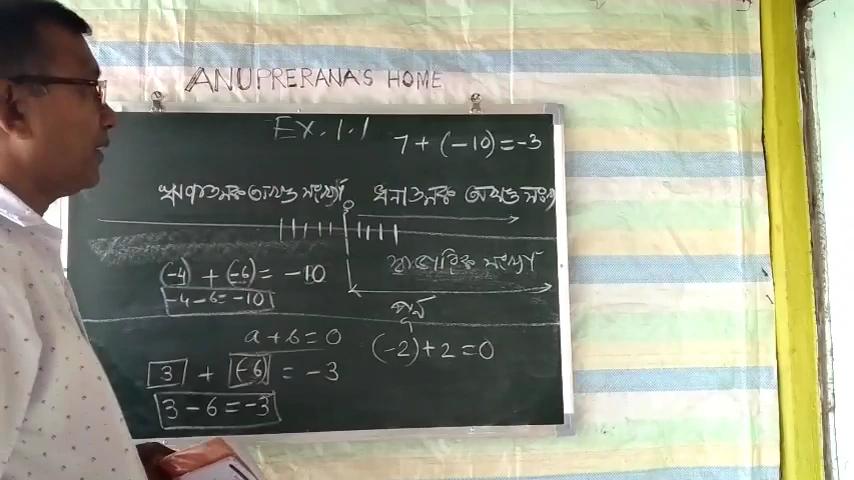 ANUPRERANA'S HOME
Ex. 1.1
7 + (-10) = -3
ঋণাত্মক অখণ্ড সংখ্যা
ধনাত্মক অখণ্ড সংখ্যা
0
স্বাভাবিক সংখ্যা
(-4) + (-6) = -10
-4 - 6 = -10
পূর্ণ
a + b = 0
(-2) + 2 = 0
3 + (-6) = -3
3 - 6 = -3